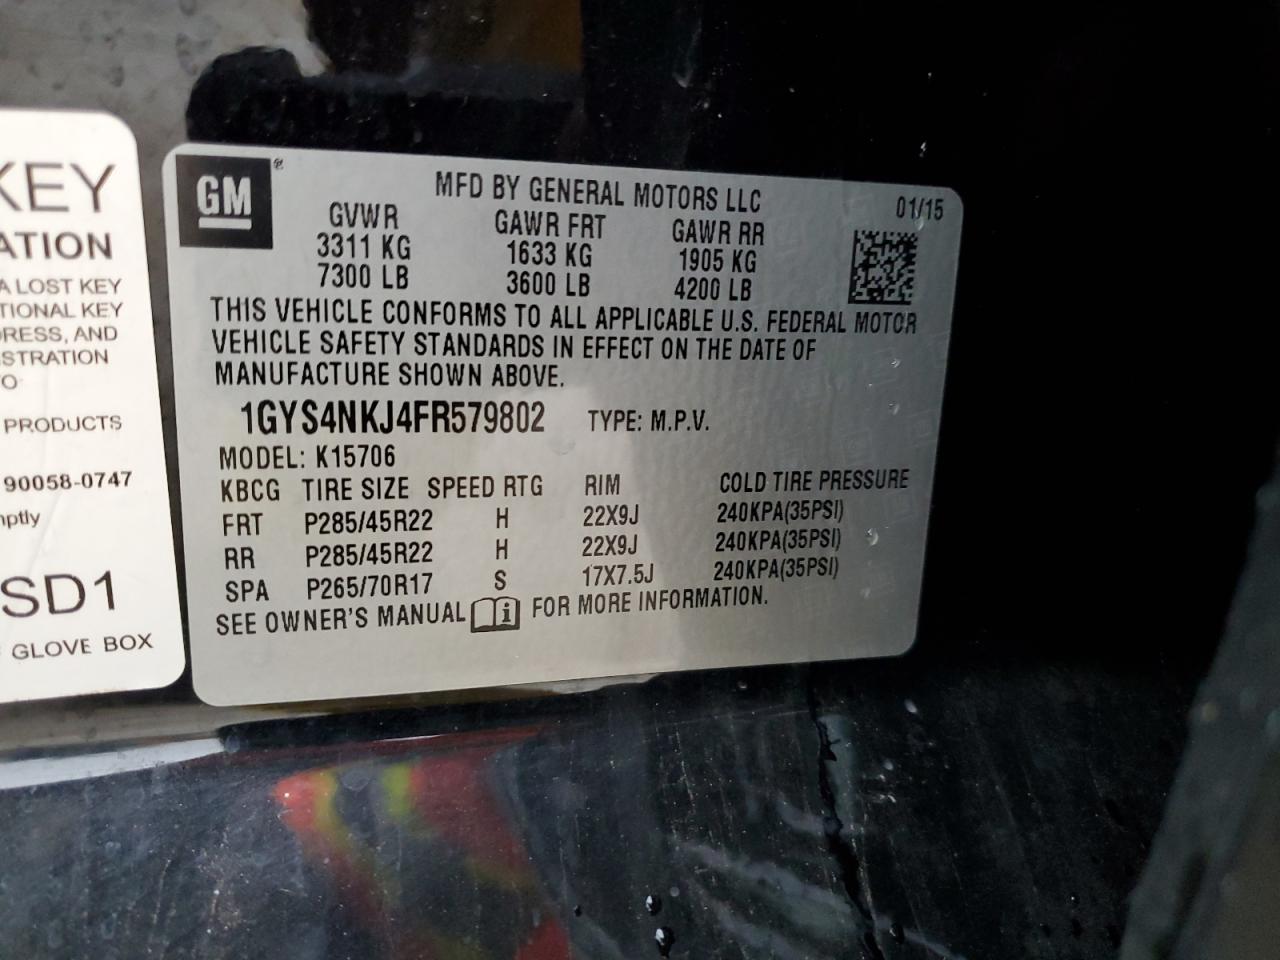 KEY
ATION
A LOST KEY
TIONAL KEY
RESS, AND
STRATION
O
PRODUCTS
90058-0747
mptly
SD1
GLOVE BOX
GM ®
MFD BY GENERAL MOTORS LLC 01/15
GVWR GAWR FRT GAWR RR
3311 KG 1633 KG 1905 KG
7300 LB 3600 LB 4200 LB
THIS VEHICLE CONFORMS TO ALL APPLICABLE U.S. FEDERAL MOTOR
VEHICLE SAFETY STANDARDS IN EFFECT ON THE DATE OF
MANUFACTURE SHOWN ABOVE.
1GYS4NKJ4FR579802 TYPE: M.P.V.
MODEL: K15706
KBCG TIRE SIZE SPEED RTG RIM COLD TIRE PRESSURE
FRT P285/45R22 H 22X9J 240KPA(35PSI)
RR P285/45R22 H 22X9J 240KPA(35PSI)
SPA P265/70R17 S 17X7.5J 240KPA(35PSI)
SEE OWNER'S MANUAL i FOR MORE INFORMATION.